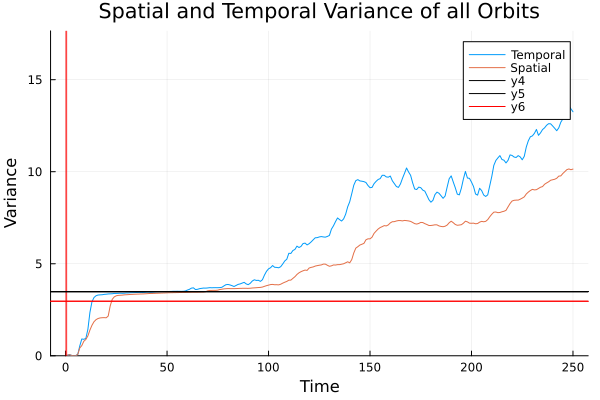 Spatial and Temporal Variance of all Orbits
Temporal
Spatial
y4
y5
y6
15
10
5
0
Variance
0 50 100 150 200 250
Time